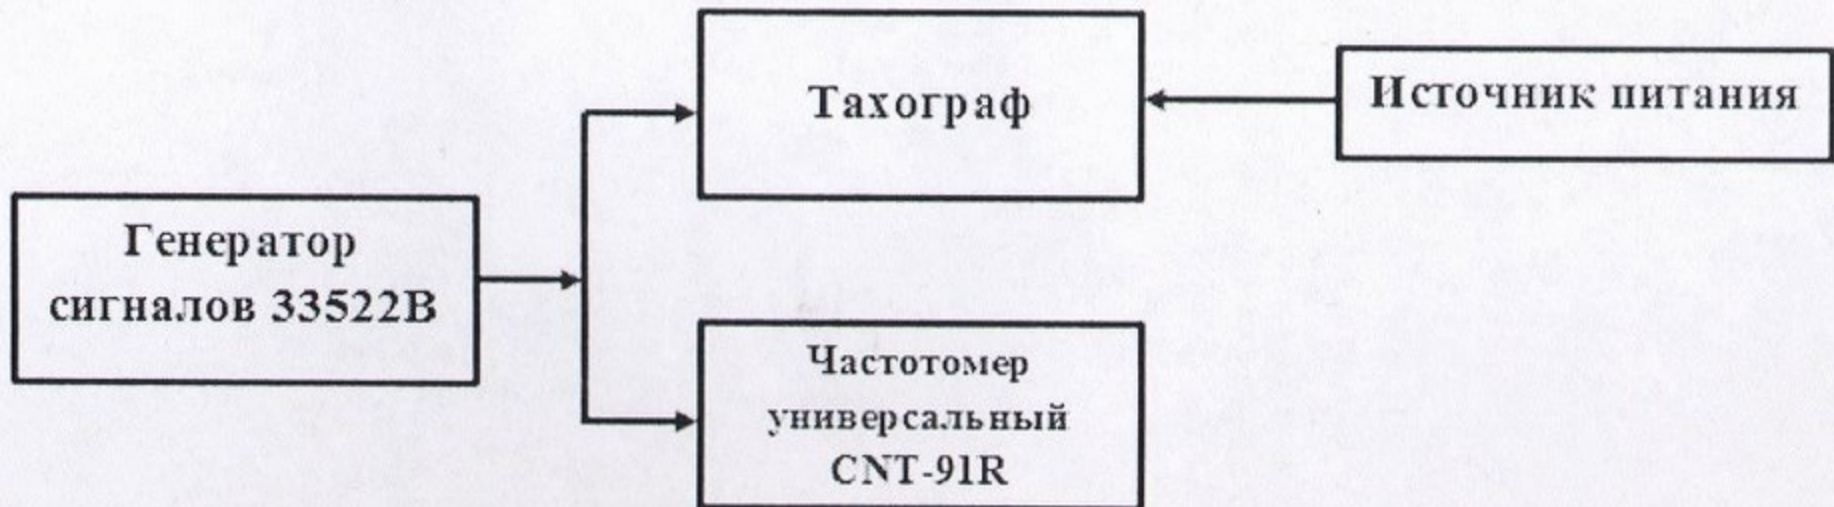 Тахограф
Источник питания
Генератор
сигналов 33522В
Частотомер
универсальный
CNT-91R